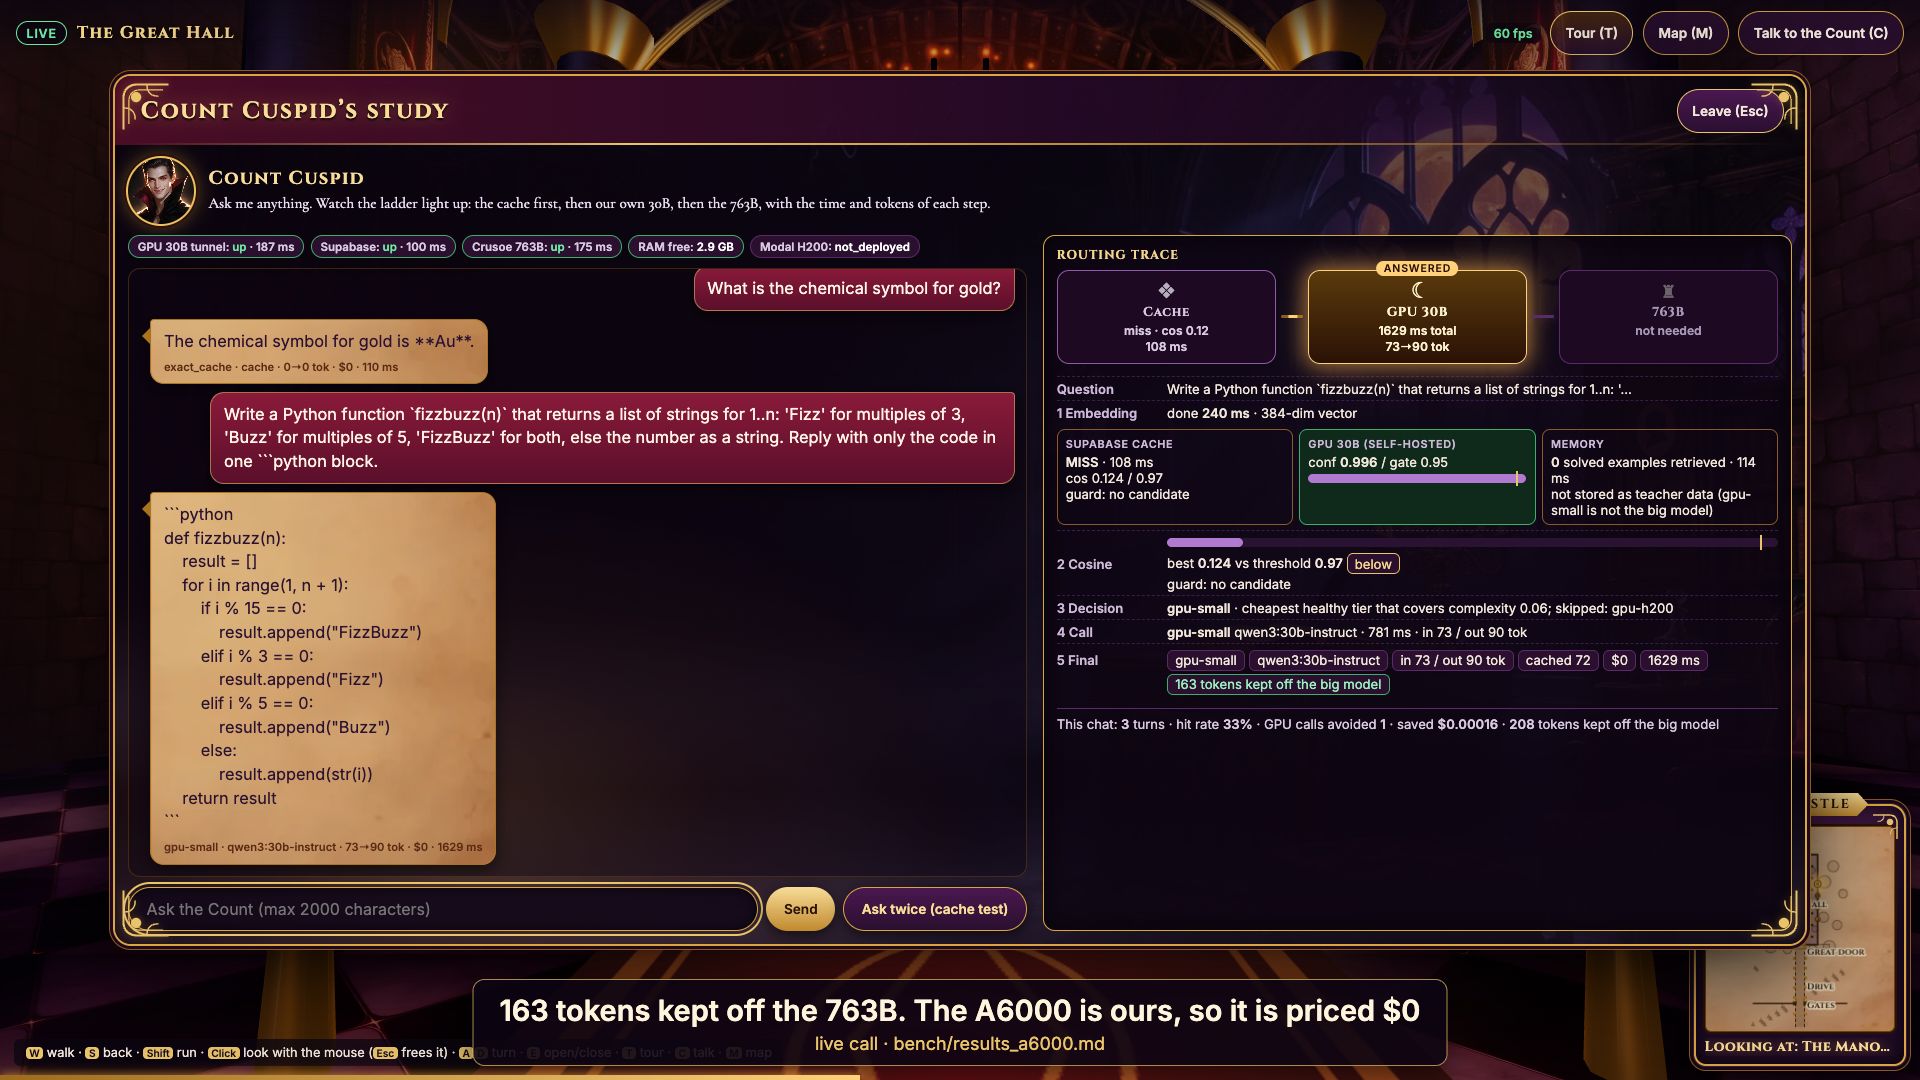 LIVE THE GREAT HALL
60 fps
Tour (T)
Map (M)
Talk to the Count (C)
COUNT CUSPID'S STUDY
Leave (Esc)
COUNT CUSPID
Ask me anything. Watch the ladder light up: the cache first, then our own 30B, then the 763B, with the time and tokens of each step.
GPU 30B tunnel: up · 187 ms
Supabase: up · 100 ms
Crusoe 763B: up · 175 ms
RAM free: 2.9 GB
Modal H200: not_deployed
What is the chemical symbol for gold?
The chemical symbol for gold is **Au**.
exact_cache · cache · 0→0 tok · $0 · 110 ms
Write a Python function `fizzbuzz(n)` that returns a list of strings for 1..n: 'Fizz' for multiples of 3,
'Buzz' for multiples of 5, 'FizzBuzz' for both, else the number as a string. Reply with only the code in
one ```python block.
```python
def fizzbuzz(n):
    result = []
    for i in range(1, n + 1):
        if i % 15 == 0:
            result.append("FizzBuzz")
        elif i % 3 == 0:
            result.append("Fizz")
        elif i % 5 == 0:
            result.append("Buzz")
        else:
            result.append(str(i))
    return result
```
gpu-small · qwen3:30b-instruct · 73→90 tok · $0 · 1629 ms
Ask the Count (max 2000 characters)
Send
Ask twice (cache test)
ROUTING TRACE
CACHE
miss · cos 0.12
108 ms
ANSWERED
GPU 30B
1629 ms total
73→90 tok
763B
not needed
Question Write a Python function `fizzbuzz(n)` that returns a list of strings for 1..n: '...
1 Embedding done 240 ms · 384-dim vector
SUPABASE CACHE
MISS · 108 ms
cos 0.124 / 0.97
guard: no candidate
GPU 30B (SELF-HOSTED)
conf 0.996 / gate 0.95
MEMORY
0 solved examples retrieved · 114
ms
not stored as teacher data (gpu-
small is not the big model)
2 Cosine best 0.124 vs threshold 0.97 below
guard: no candidate
3 Decision gpu-small · cheapest healthy tier that covers complexity 0.06; skipped: gpu-h200
4 Call gpu-small qwen3:30b-instruct · 781 ms · in 73 / out 90 tok
5 Final gpu-small qwen3:30b-instruct in 73 / out 90 tok cached 72 $0 1629 ms
163 tokens kept off the big model
This chat: 3 turns · hit rate 33% · GPU calls avoided 1 · saved $0.00016 · 208 tokens kept off the big model
STLE
GREAT DOOR
DRIVE
GATES
LOOKING AT: THE MANO...
163 tokens kept off the 763B. The A6000 is ours, so it is priced $0
live call · bench/results_a6000.md
W walk · S back · Shift run · Click look with the mouse (Esc frees it) · A D turn · E open/close · T tour · C talk · M map